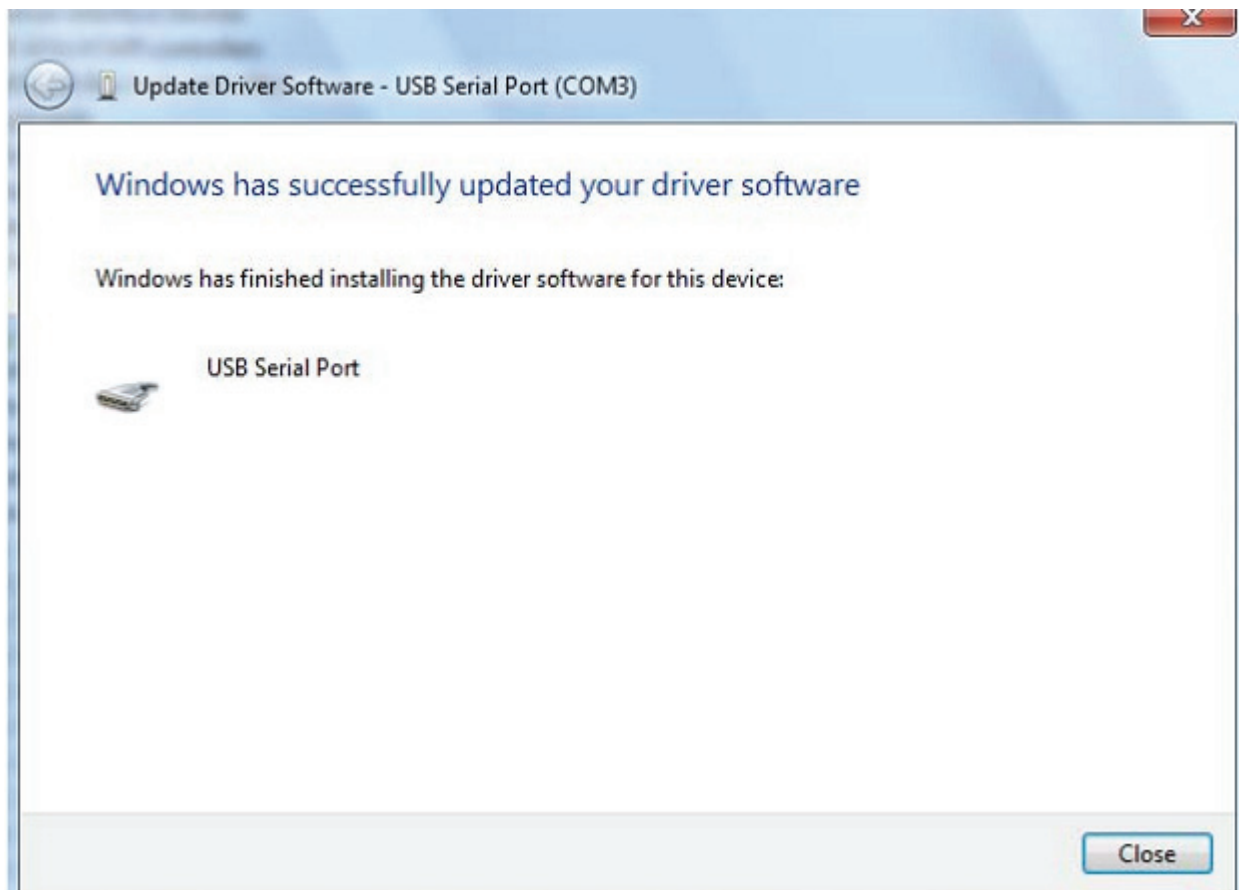 Update Driver Software - USB Serial Port (COM3)
Windows has successfully updated your driver software
Windows has finished installing the driver software for this device:
USB Serial Port
Close